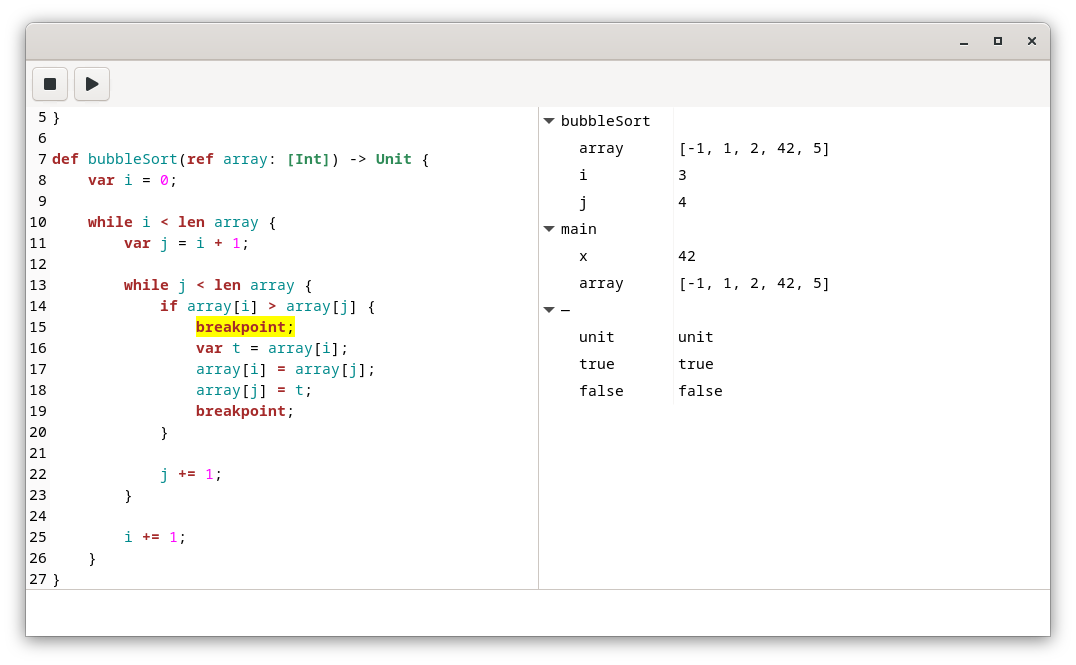 5 }
6
7 def bubbleSort(ref array: [Int]) -> Unit {
8     var i = 0;
9
10     while i < len array {
11         var j = i + 1;
12
13         while j < len array {
14             if array[i] > array[j] {
15                 breakpoint;
16                 var t = array[i];
17                 array[i] = array[j];
18                 array[j] = t;
19                 breakpoint;
20             }
21
22             j += 1;
23         }
24
25         i += 1;
26     }
27 }
bubbleSort
array [-1, 1, 2, 42, 5]
i 3
j 4
main
x 42
array [-1, 1, 2, 42, 5]
—
unit unit
true true
false false